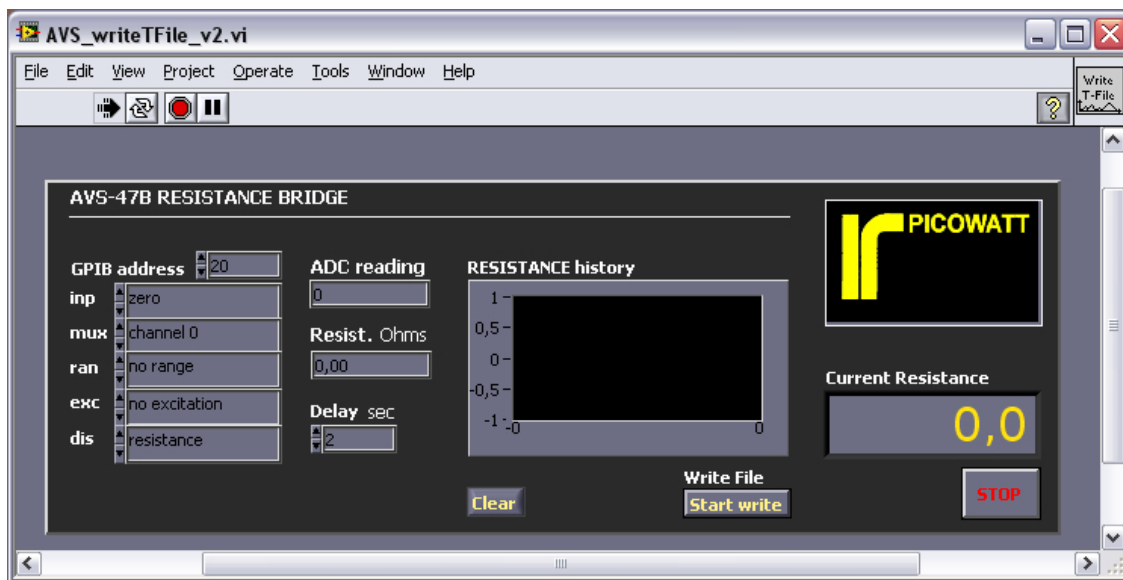 AVS_writeTFile_v2.vi
File Edit View Project Operate Tools Window Help
?
Write
T-File
AVS-47B RESISTANCE BRIDGE
PICOWATT
GPIB address 20
inp zero
mux channel 0
ran no range
exc no excitation
dis resistance
ADC reading
0
Resist. Ohms
0,00
Delay sec
2
RESISTANCE history
1
0,5
0
-0,5
-1
-0 0
Clear
Write File
Start write
Current Resistance
0,0
STOP